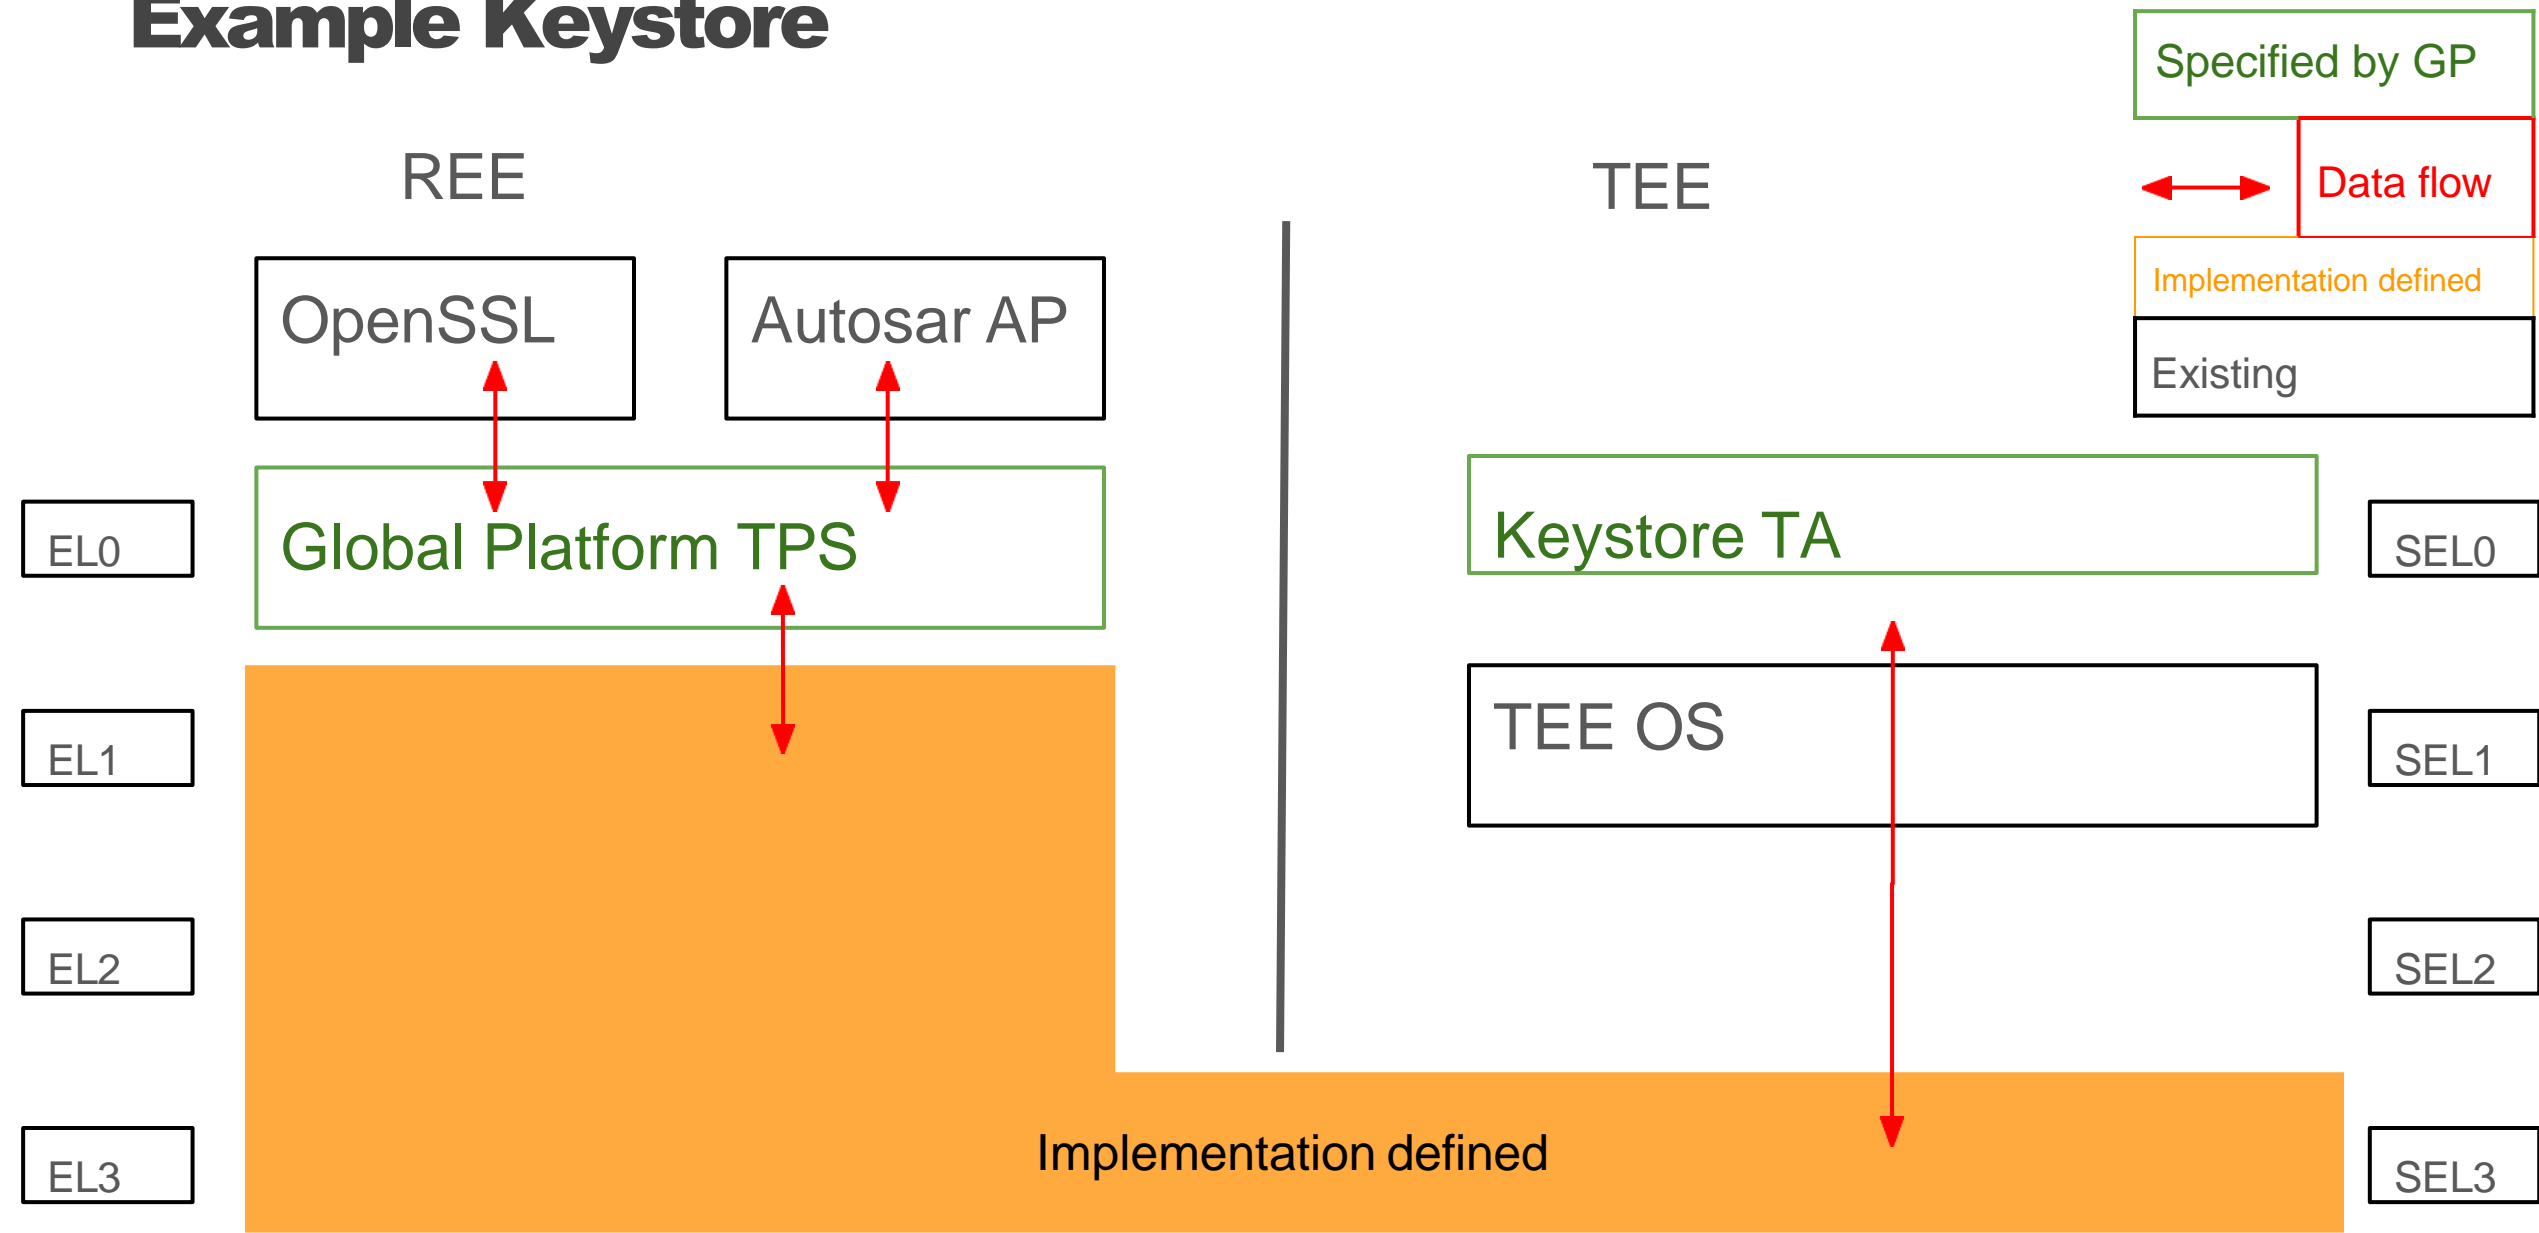 Example Keystore
Specified by GP
REE
TEE
Data flow
Implementation defined
OpenSSL
Autosar AP
Existing
EL0
Global Platform TPS
Keystore TA
SEL0
EL1
TEE OS
SEL1
EL2
SEL2
EL3
Implementation defined
SEL3